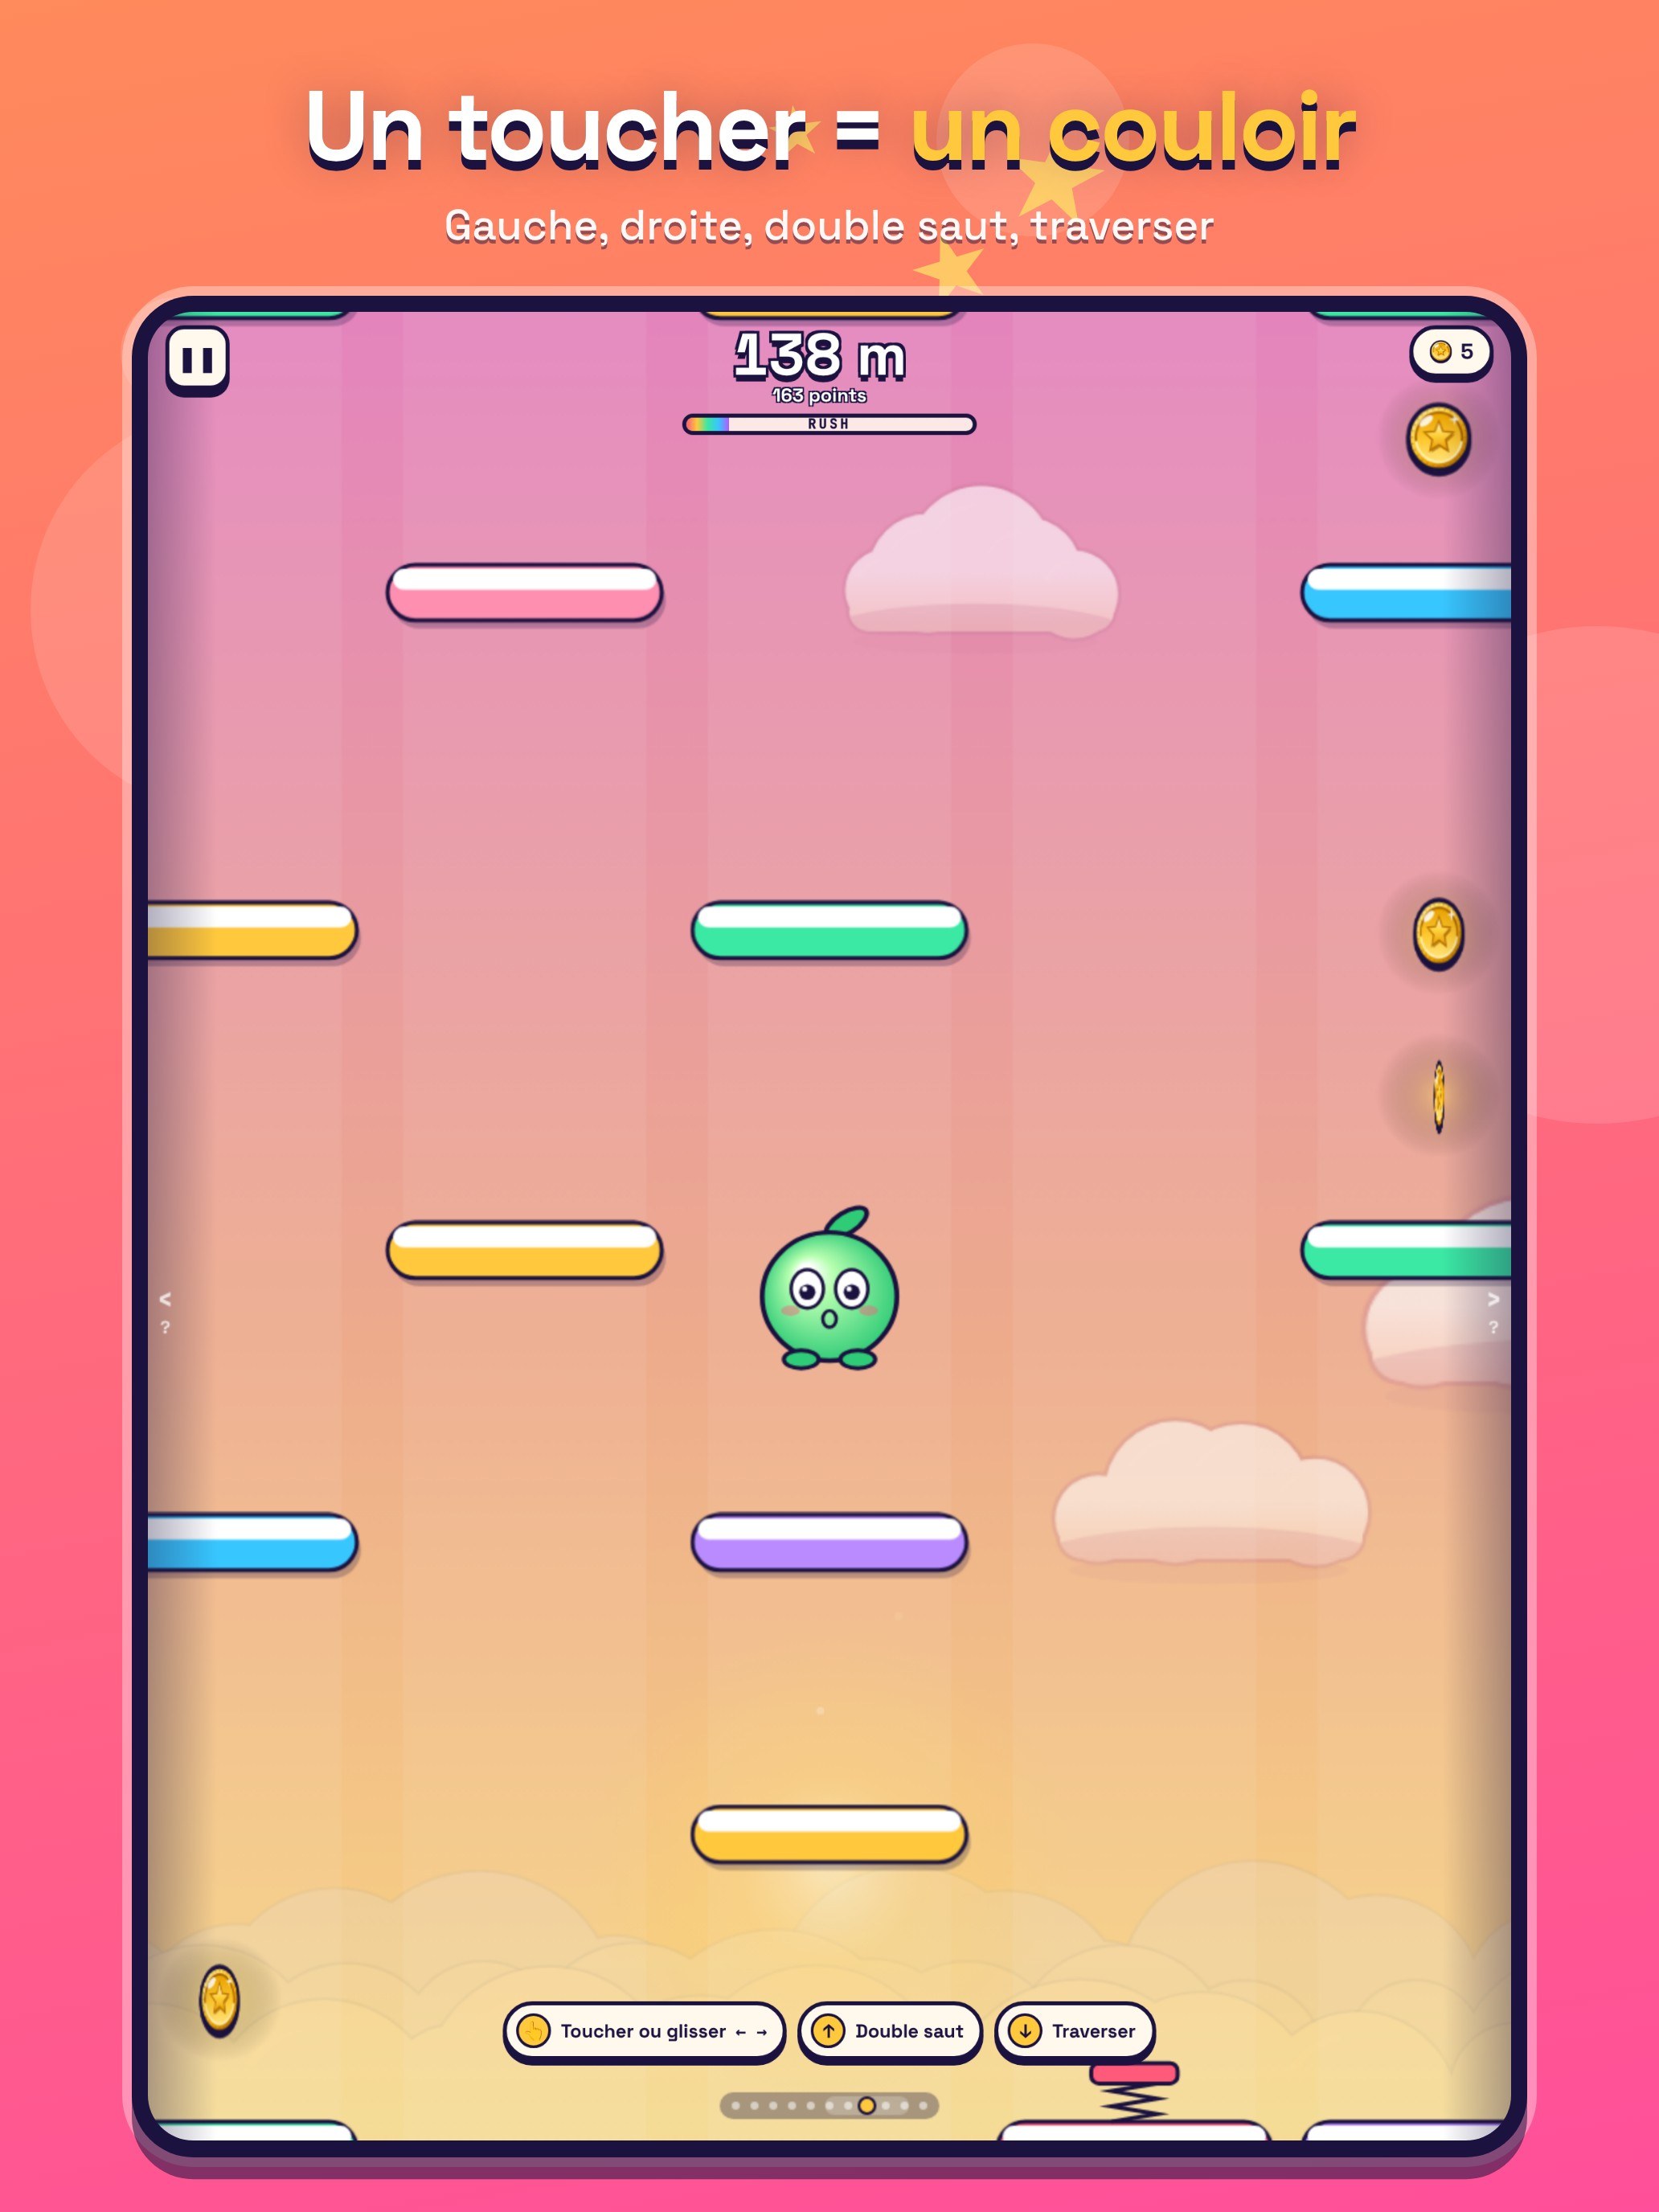 Un toucher = un couloir
Gauche, droite, double saut, traverser
138 m
5
163 points
RUSH
< >
? ?
Toucher ou glisser ← → ↑ Double saut ↓ Traverser